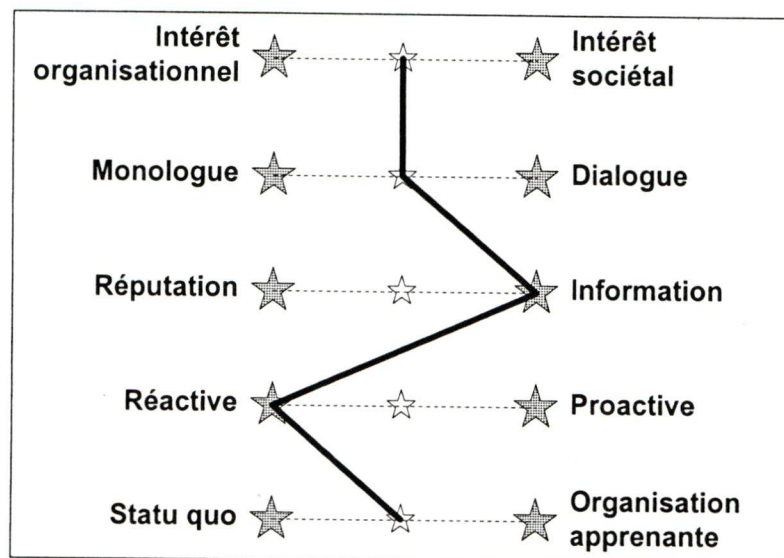 Intérêt
organisationnel
Intérêt
sociétal
Monologue
Dialogue
Réputation
Information
Réactive
Proactive
Statu quo
Organisation
apprenante